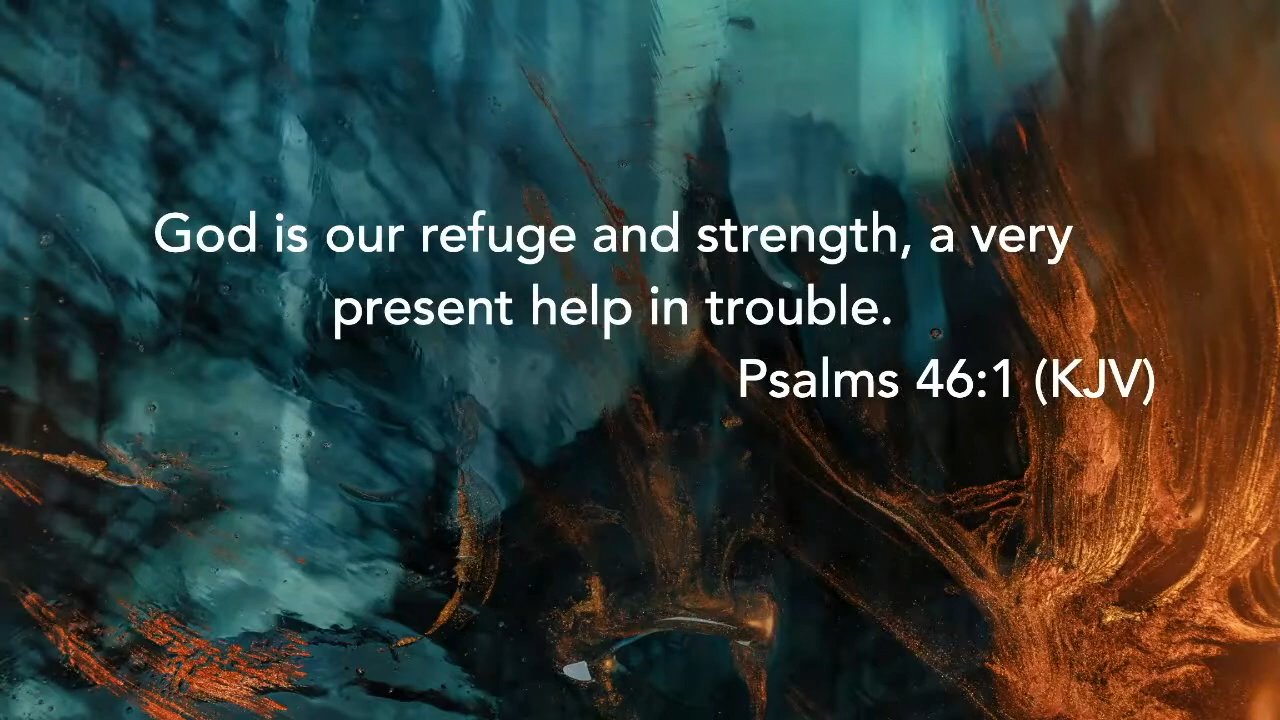 God is our refuge and strength, a very
present help in trouble.
Psalms 46:1 (KJV)